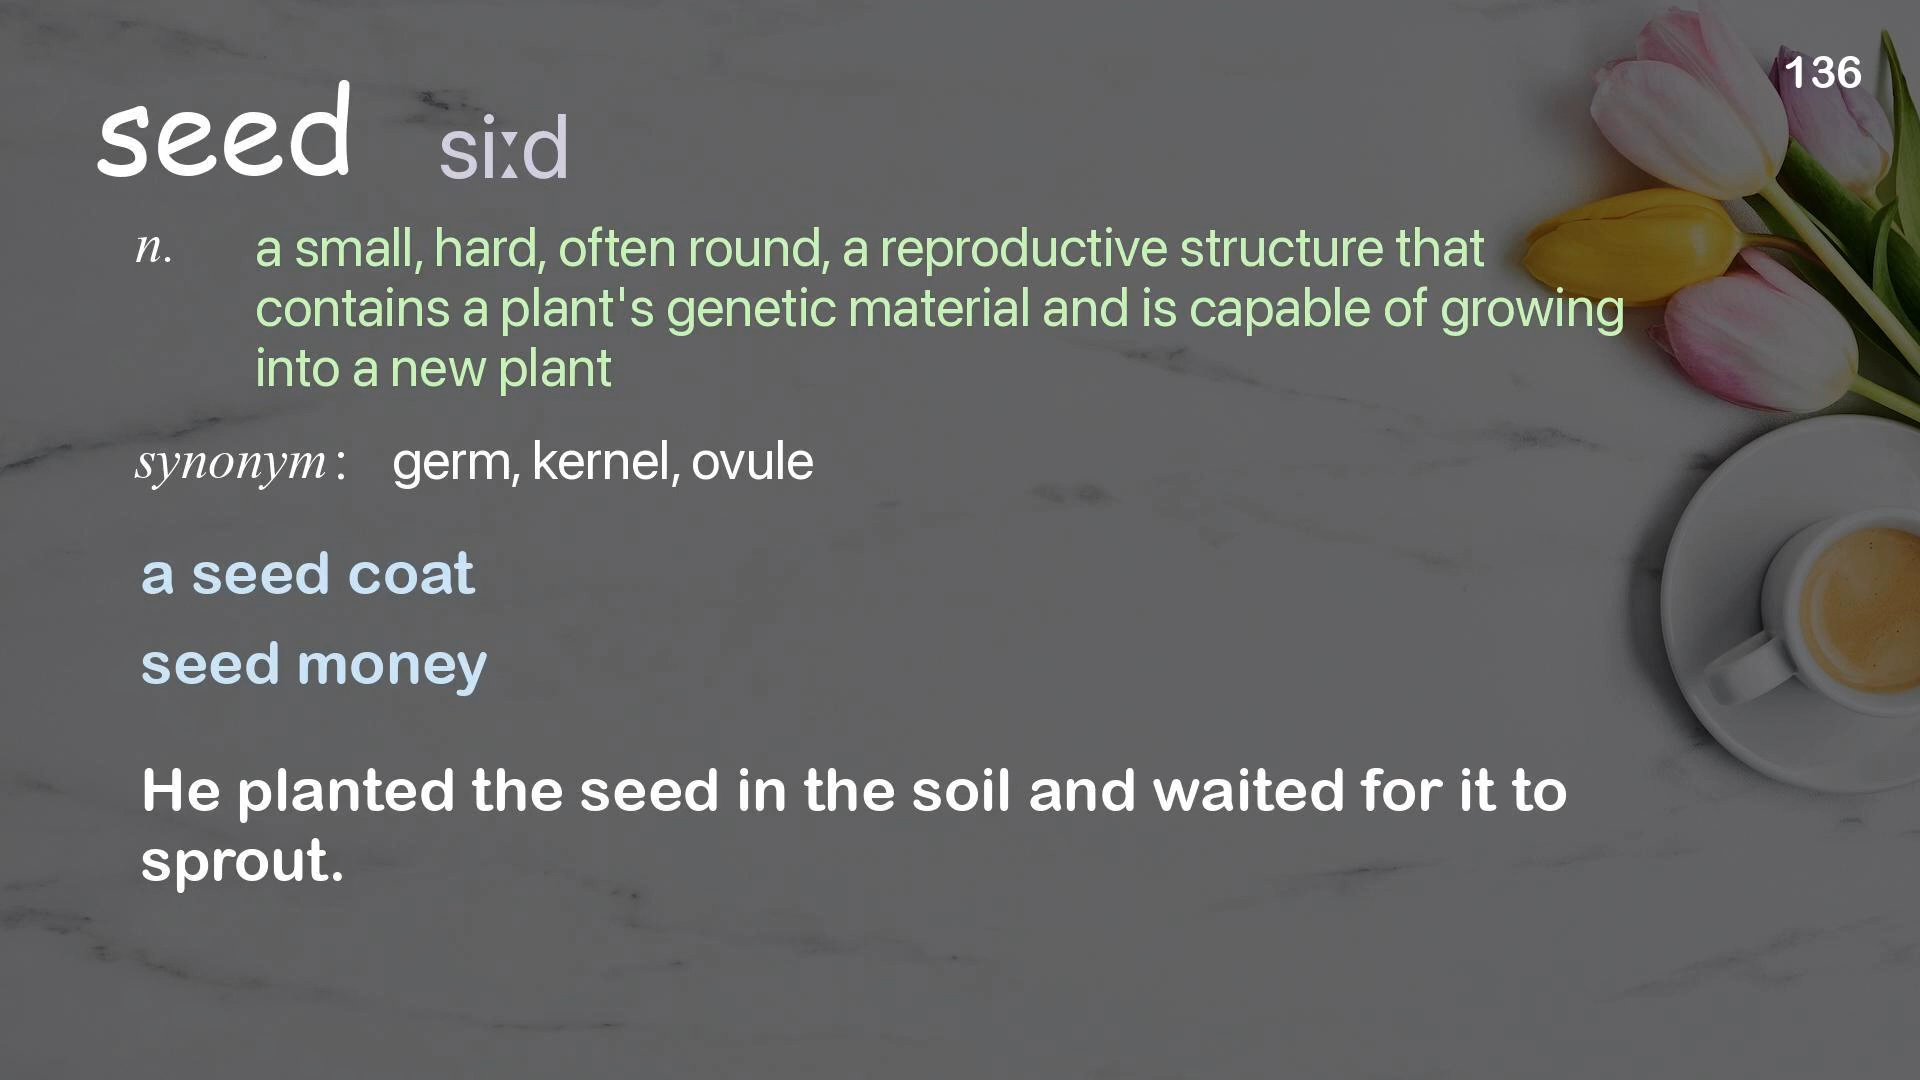 136
seed siːd
n. a small, hard, often round, a reproductive structure that
contains a plant's genetic material and is capable of growing
into a new plant
synonym: germ, kernel, ovule
a seed coat
seed money
He planted the seed in the soil and waited for it to
sprout.